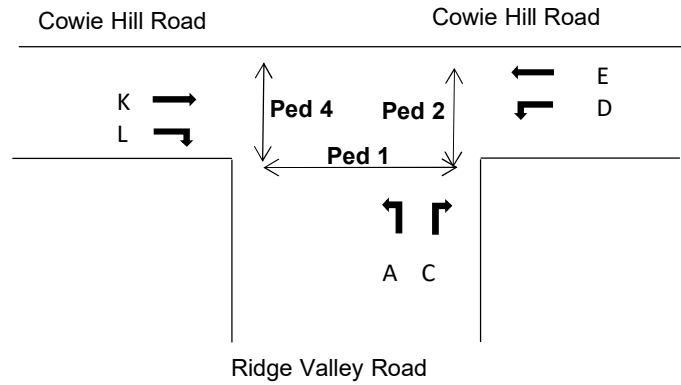 Cowie Hill Road
Cowie Hill Road
K
L
Ped 4
Ped 2
Ped 1
E
D
A
C
Ridge Valley Road